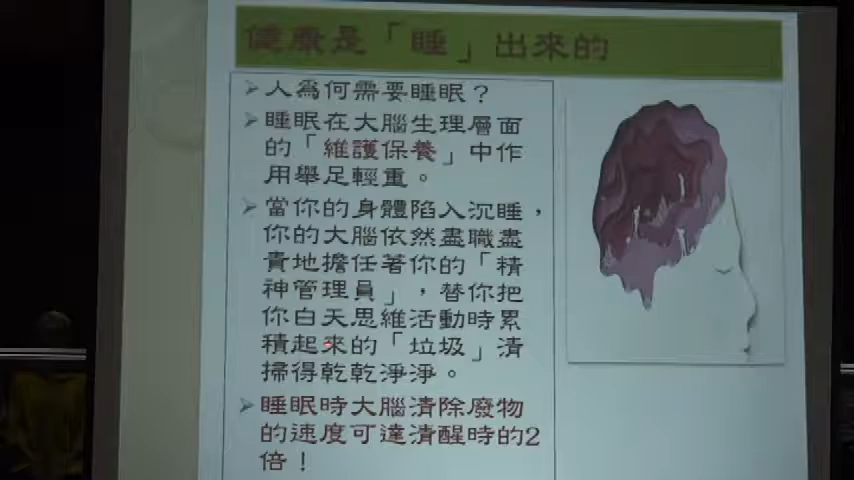 健康是「睡」出來的
➢人為何需要睡眠？
➢睡眠在大腦生理層面
的「維護保養」中作
用舉足輕重。
➢當你的身體陷入沉睡，
你的大腦依然盡職盡
責地擔任著你的「精
神管理員」，替你把
你白天思維活動時累
積起來的「垃圾」清
掃得乾乾淨淨。
➢睡眠時大腦清除廢物
的速度可達清醒時的2
倍！